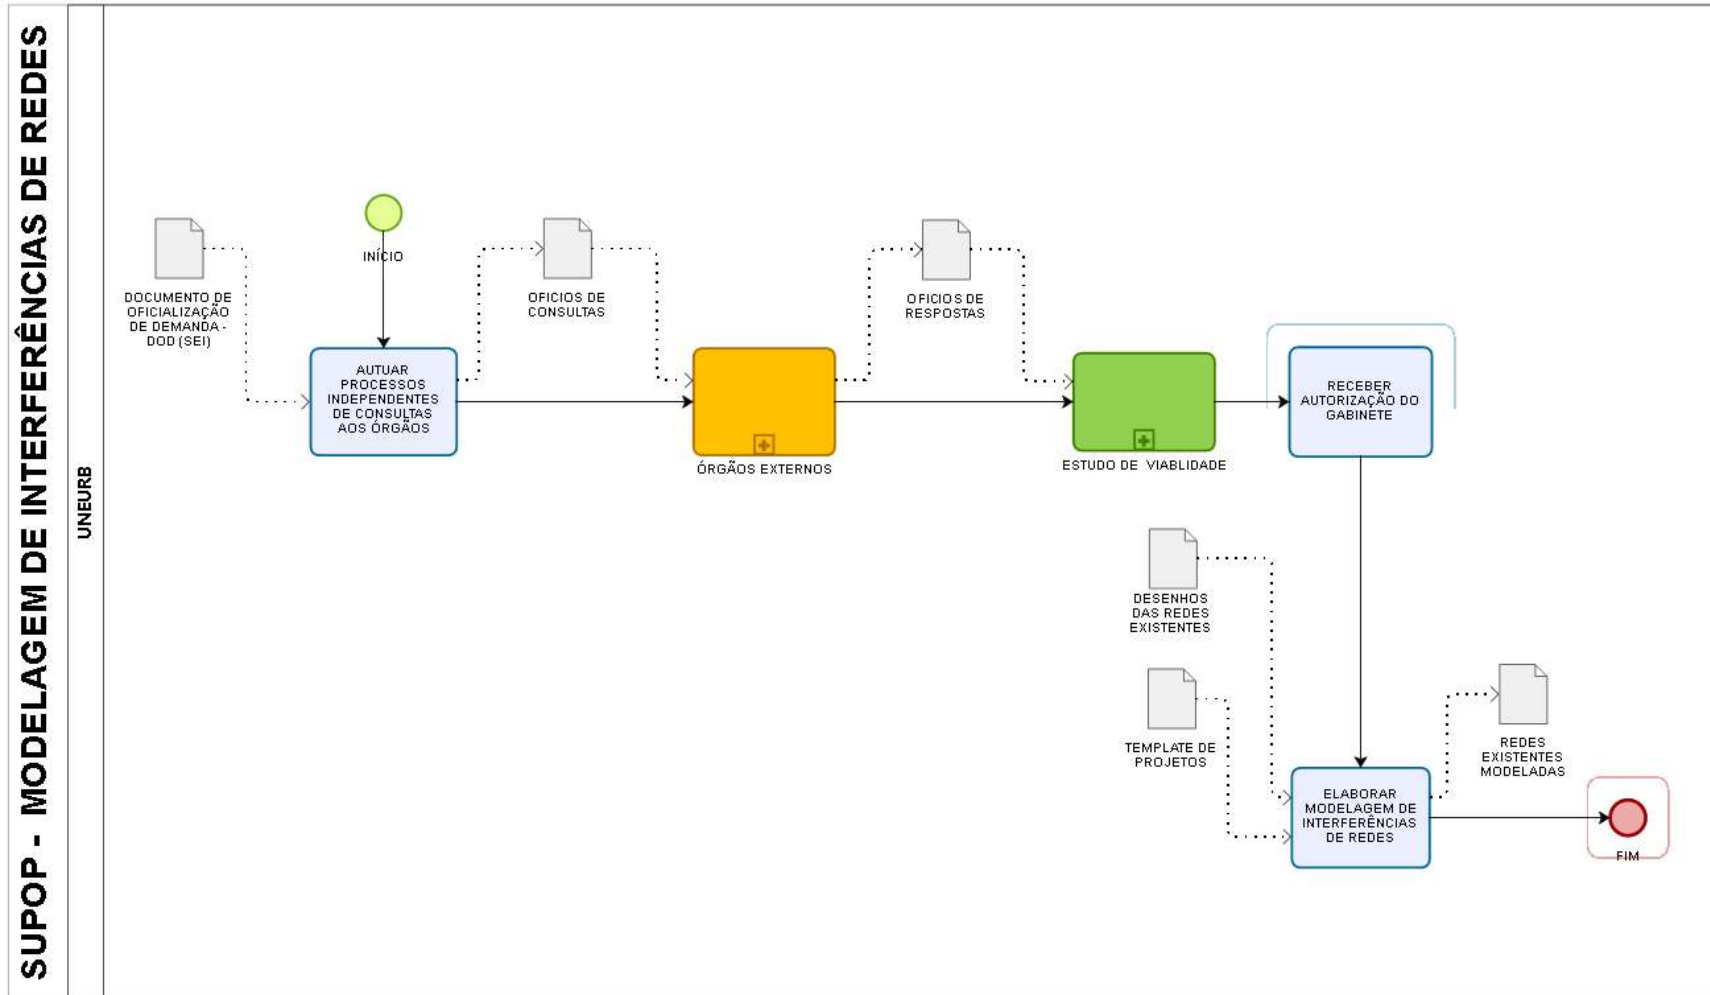 SUPOP - MODELAGEM DE INTERFERÊNCIAS DE REDES
UNEURB
INÍCIO
DOCUMENTO DE
OFICIALIZAÇÃO
DE DEMANDA -
DOD (SEI)
OFICIOS DE
CONSULTAS
OFICIOS DE
RESPOSTAS
AUTUAR
PROCESSOS
INDEPENDENTES
DE CONSULTAS
AOS ÓRGÃOS
ÓRGÃOS EXTERNOS
ESTUDO DE VIABLIDADE
RECEBER
AUTORIZAÇÃO DO
GABINETE
DESENHOS
DAS REDES
EXISTENTES
TEMPLATE DE
PROJETOS
REDES
EXISTENTES
MODELADAS
ELABORAR
MODELAGEM DE
INTERFERÊNCIAS
DE REDES
FIM